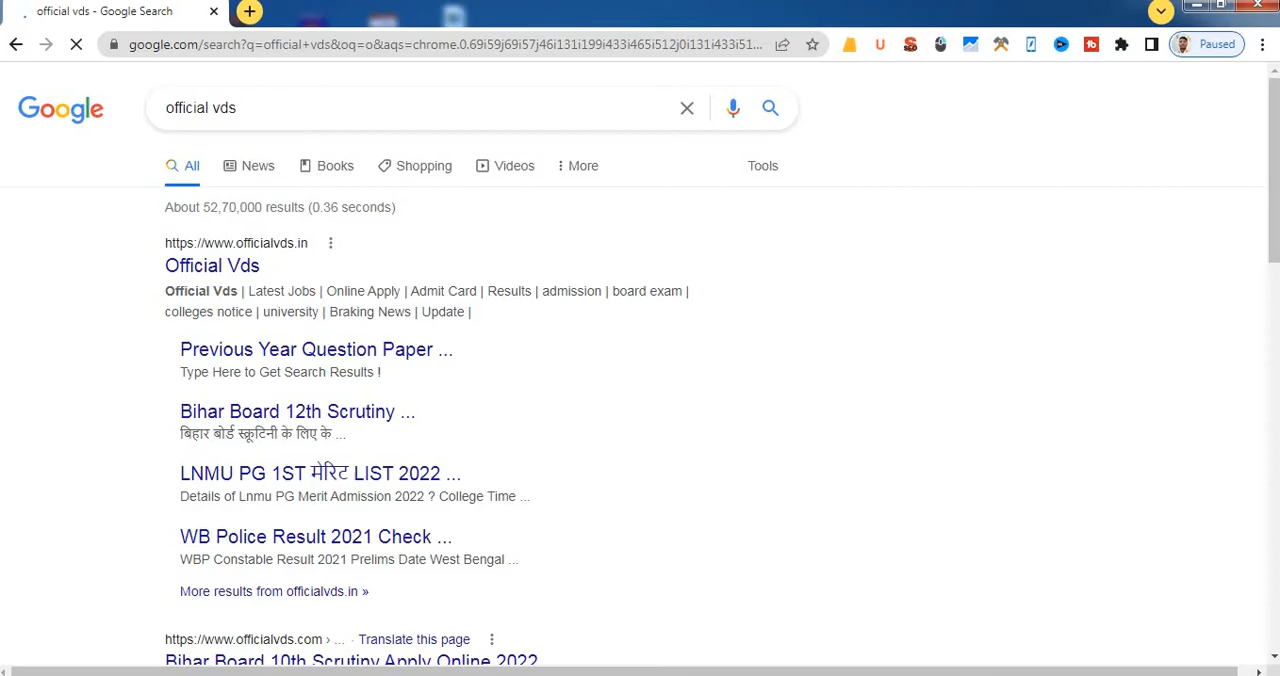 official vds - Google Search
google.com/search?q=official+vds&oq=o&aqs=chrome.0.69i59j69i57j46i131i199i433i465i512j0i131i433i51...
Paused
Google
official vds
All News Books Shopping Videos More Tools
About 52,70,000 results (0.36 seconds)
https://www.officialvds.in
Official Vds
Official Vds | Latest Jobs | Online Apply | Admit Card | Results | admission | board exam |
colleges notice | university | Braking News | Update |
Previous Year Question Paper ...
Type Here to Get Search Results !
Bihar Board 12th Scrutiny ...
बिहार बोर्ड स्क्रूटिनी के लिए के ...
LNMU PG 1ST मेरिट LIST 2022 ...
Details of Lnmu PG Merit Admission 2022 ? College Time ...
WB Police Result 2021 Check ...
WBP Constable Result 2021 Prelims Date West Bengal ...
More results from officialvds.in »
https://www.officialvds.com › ... · Translate this page
Bihar Board 10th Scrutiny Apply Online 2022